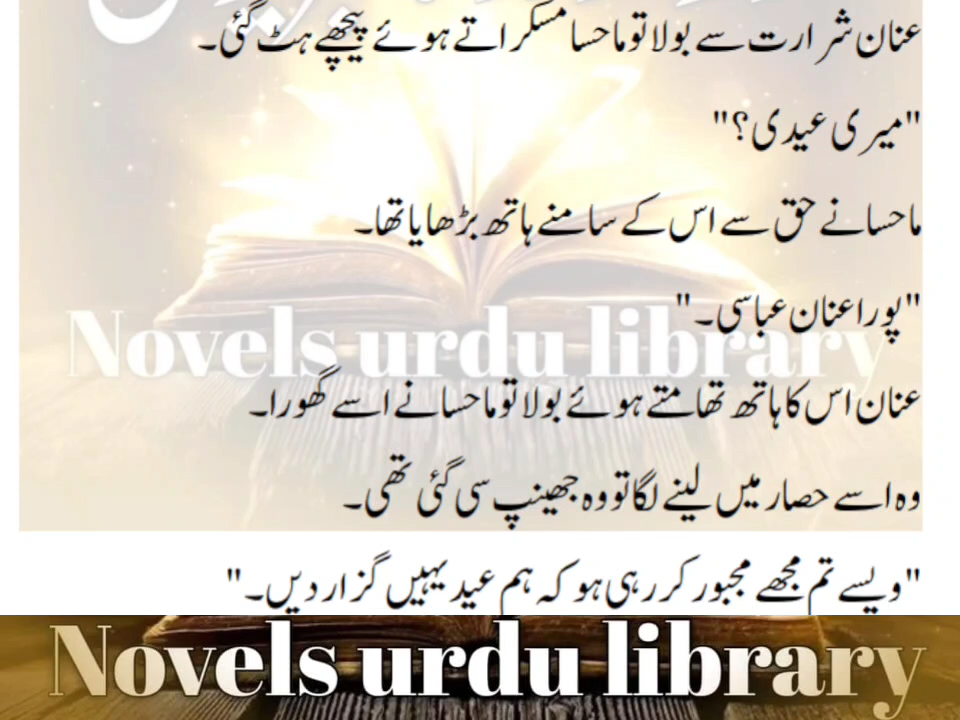 عنان شرارت سے بولا تو ماحسا مسکراتے ہوئے پیچھے ہٹ گئی۔
"میری عیدی؟"
ماحسا نے حق سے اس کے سامنے ہاتھ بڑھایا تھا۔
"پورا عنان عباسی۔"
Novels urdu library
عنان اس کا ہاتھ تھامتے ہوئے بولا تو ماحسا نے اسے گھورا۔
وہ اسے حصار میں لینے لگا تو وہ جھینپ سی گئی تھی۔
"ویسے تم مجھے مجبور کر رہی ہو کہ ہم عید یہیں گزار دیں۔"
Novels urdu library